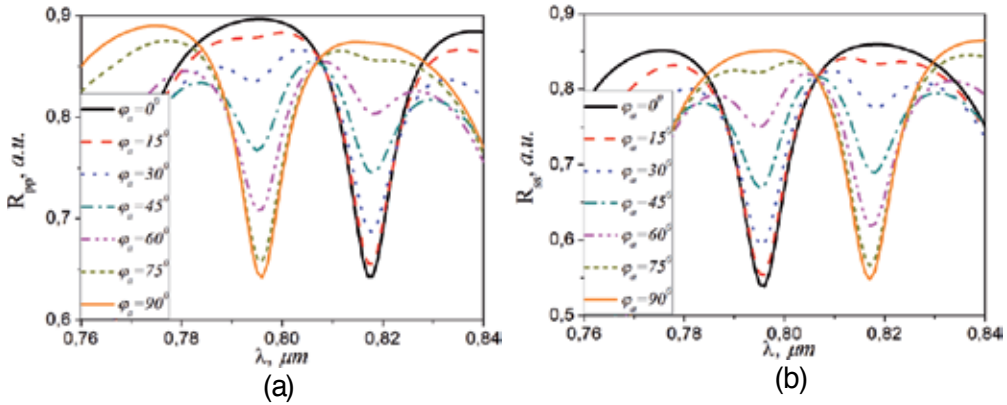 0,9
0,8
0,7
0,6
R_pp, a.u.
φ_a=0°
φ_a=15°
φ_a=30°
φ_a=45°
φ_a=60°
φ_a=75°
φ_a=90°
0,76
0,78
0,80
0,82
0,84
λ, μm
(a)
0,9
0,8
0,7
0,6
0,5
R_ss, a.u.
φ_a=0°
φ_a=15°
φ_a=30°
φ_a=45°
φ_a=60°
φ_a=75°
φ_a=90°
0,76
0,78
0,80
0,82
0,84
λ, μm
(b)